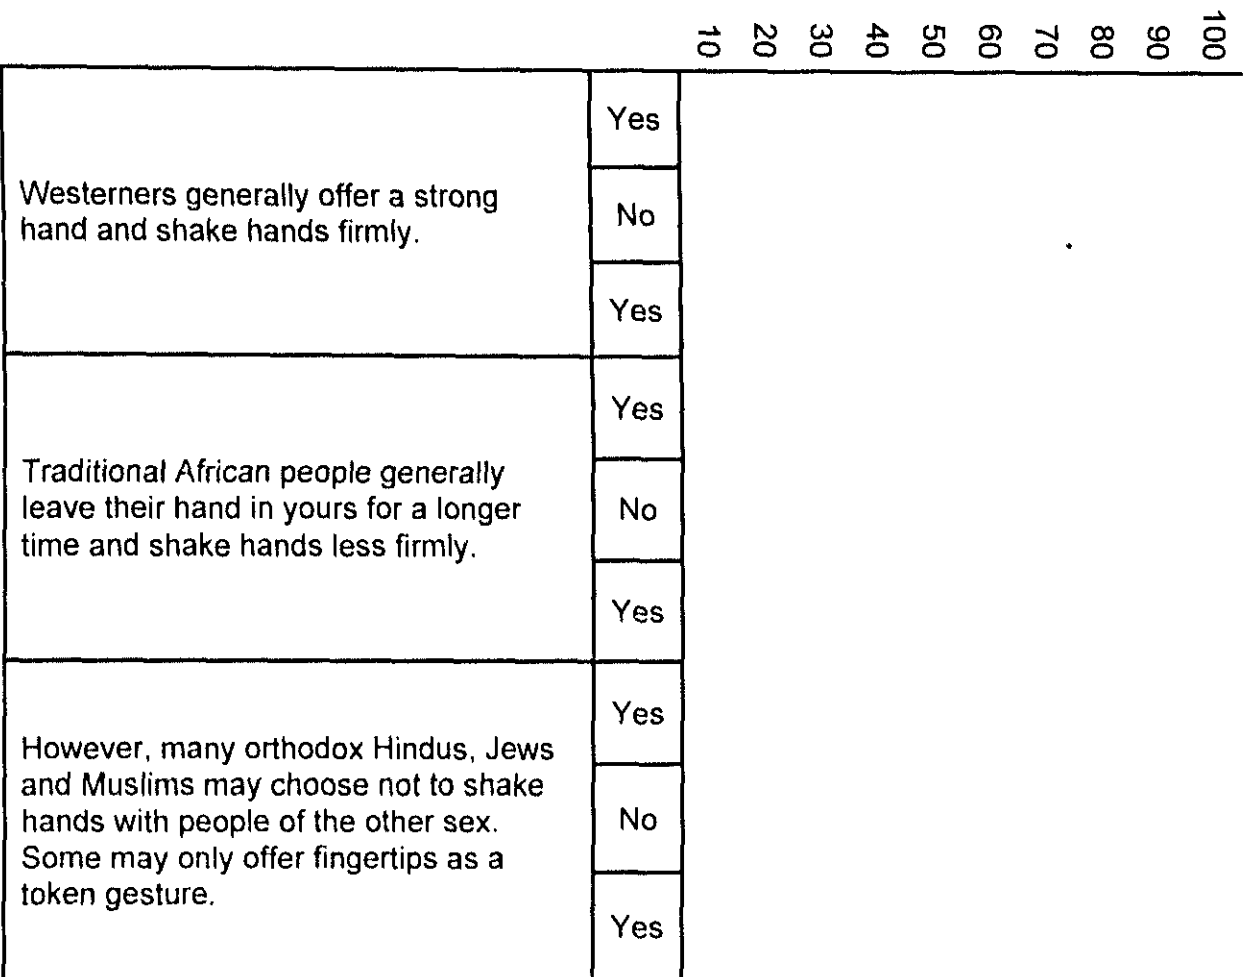 10 20 30 40 50 60 70 80 90 100
Yes
Westerners generally offer a strong
hand and shake hands firmly.
No
Yes
Yes
Traditional African people generally
leave their hand in yours for a longer
time and shake hands less firmly.
No
Yes
Yes
However, many orthodox Hindus, Jews
and Muslims may choose not to shake
hands with people of the other sex.
Some may only offer fingertips as a
token gesture.
No
Yes